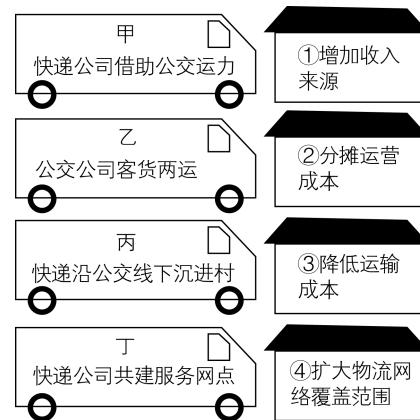 甲
快递公司借助公交运力
①增加收入
来源
乙
公交公司客货两运
②分摊运营
成本
丙
快递沿公交线下沉进村
③降低运输
成本
丁
快递公司共建服务网点
④扩大物流网
络覆盖范围